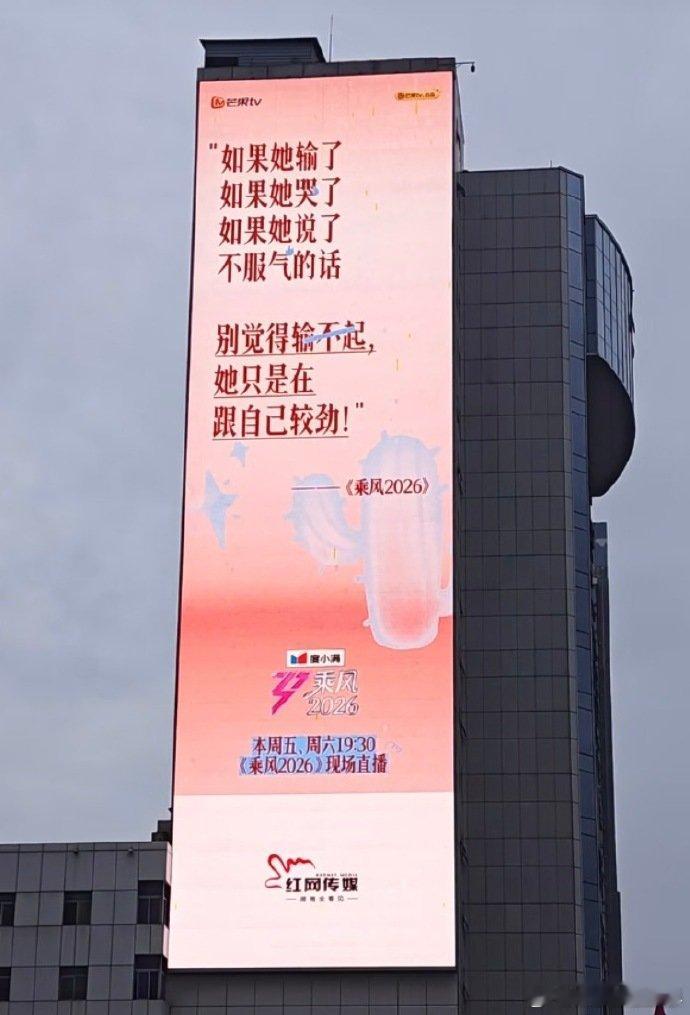 芒果tv
"如果她输了
如果她哭了
如果她说了
不服气的话
别觉得输不起,
她只是在
跟自己较劲!"
——《乘风2026》
度小满
乘风
2026
本周五、周六19:30
《乘风2026》现场直播
红网传媒